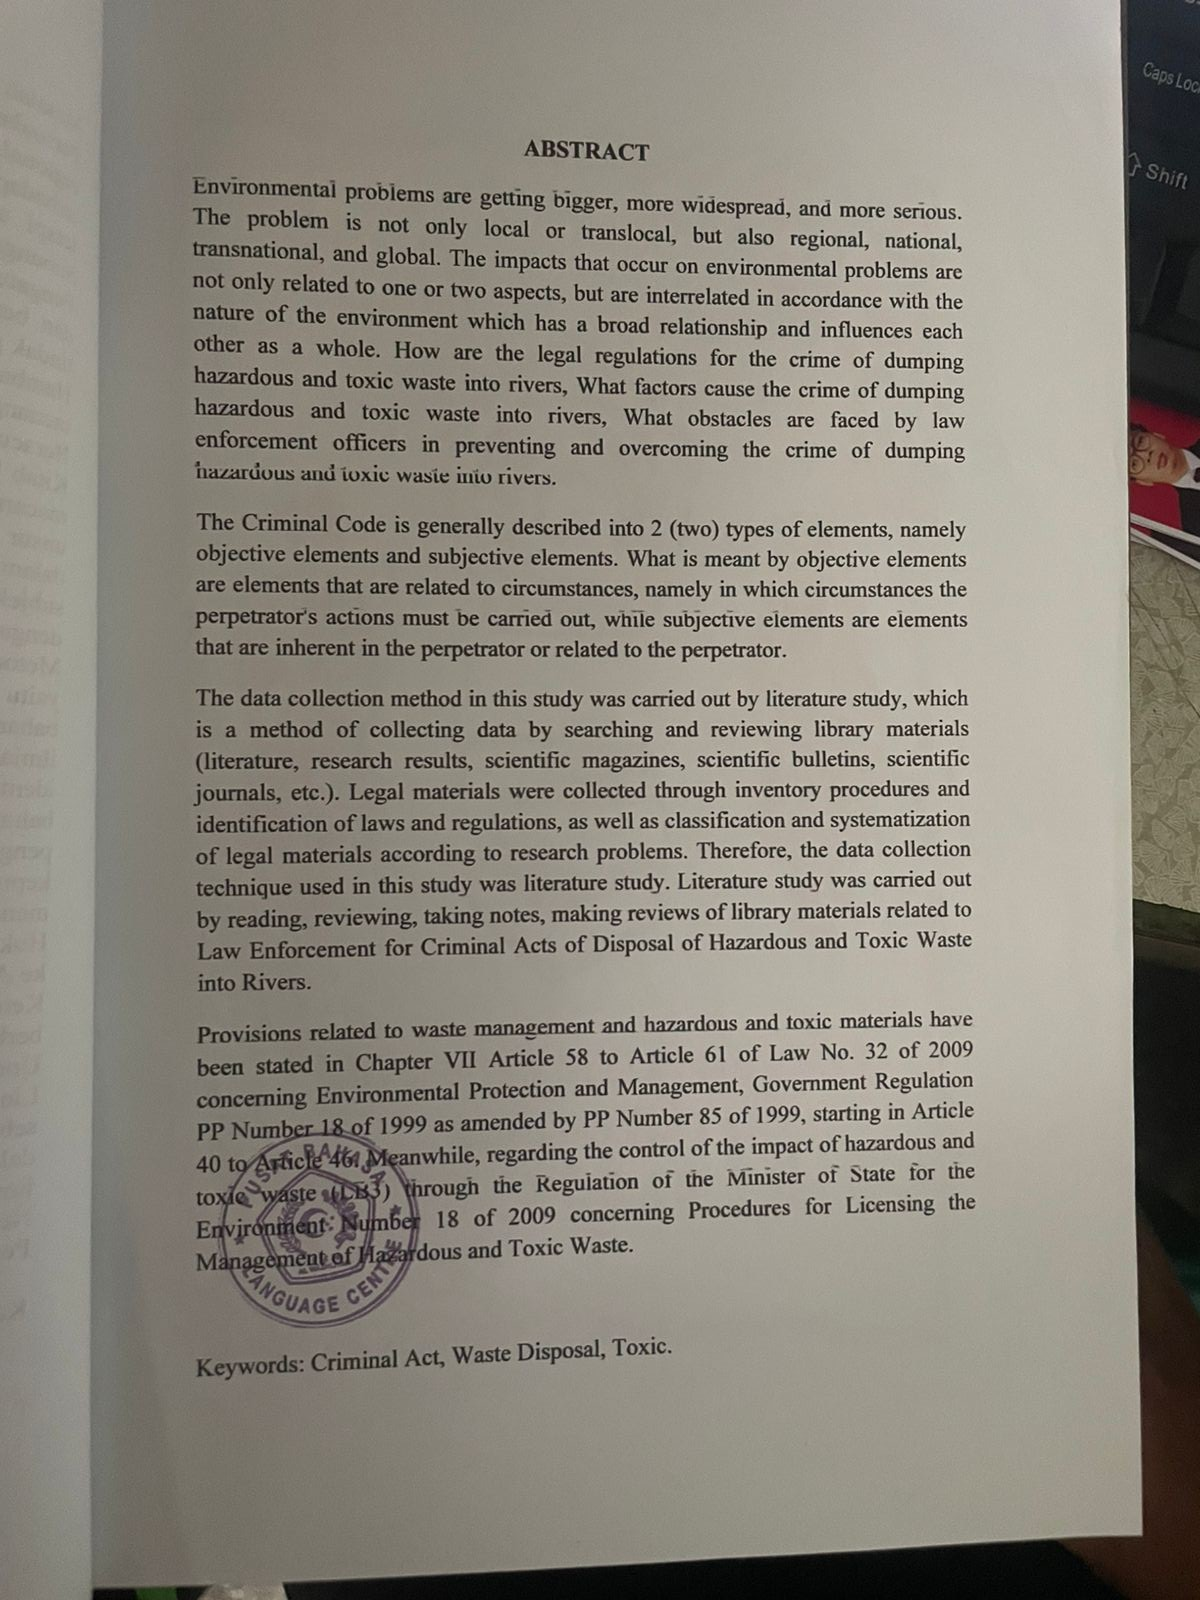 ABSTRACT
Environmental problems are getting bigger, more widespread, and more serious.
The problem is not only local or translocal, but also regional, national,
transnational, and global. The impacts that occur on environmental problems are
not only related to one or two aspects, but are interrelated in accordance with the
nature of the environment which has a broad relationship and influences each
other as a whole. How are the legal regulations for the crime of dumping
hazardous and toxic waste into rivers, What factors cause the crime of dumping
hazardous and toxic waste into rivers, What obstacles are faced by law
enforcement officers in preventing and overcoming the crime of dumping
hazardous and toxic waste into rivers.
The Criminal Code is generally described into 2 (two) types of elements, namely
objective elements and subjective elements. What is meant by objective elements
are elements that are related to circumstances, namely in which circumstances the
perpetrator's actions must be carried out, while subjective elements are elements
that are inherent in the perpetrator or related to the perpetrator.
The data collection method in this study was carried out by literature study, which
is a method of collecting data by searching and reviewing library materials
(literature, research results, scientific magazines, scientific bulletins, scientific
journals, etc.). Legal materials were collected through inventory procedures and
identification of laws and regulations, as well as classification and systematization
of legal materials according to research problems. Therefore, the data collection
technique used in this study was literature study. Literature study was carried out
by reading, reviewing, taking notes, making reviews of library materials related to
Law Enforcement for Criminal Acts of Disposal of Hazardous and Toxic Waste
into Rivers.
Provisions related to waste management and hazardous and toxic materials have
been stated in Chapter VII Article 58 to Article 61 of Law No. 32 of 2009
concerning Environmental Protection and Management, Government Regulation
PP Number 18 of 1999 as amended by PP Number 85 of 1999, starting in Article
40 to Article 46. Meanwhile, regarding the control of the impact of hazardous and
toxic waste (LB3) through the Regulation of the Minister of State for the
Environment: Number 18 of 2009 concerning Procedures for Licensing the
Management of Hazardous and Toxic Waste.
PUSAT BAHASA
LANGUAGE CENTRE
Keywords: Criminal Act, Waste Disposal, Toxic.
Caps Loc
Shift